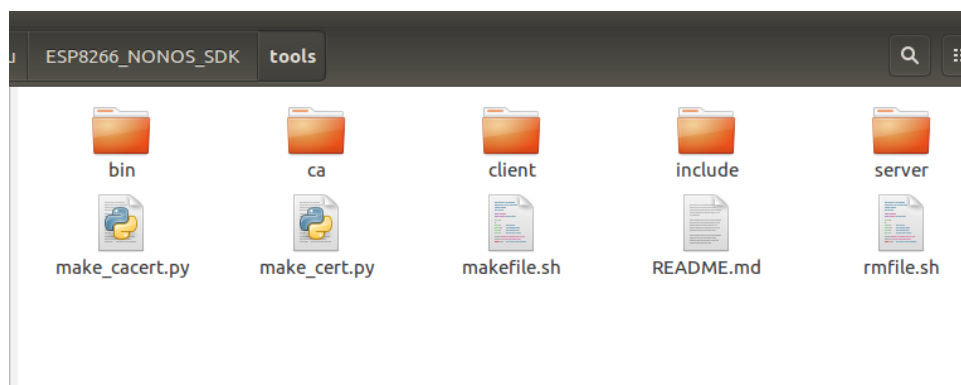 ESP8266_NONOS_SDK tools
bin ca client include server
make_cacert.py make_cert.py makefile.sh README.md rmfile.sh